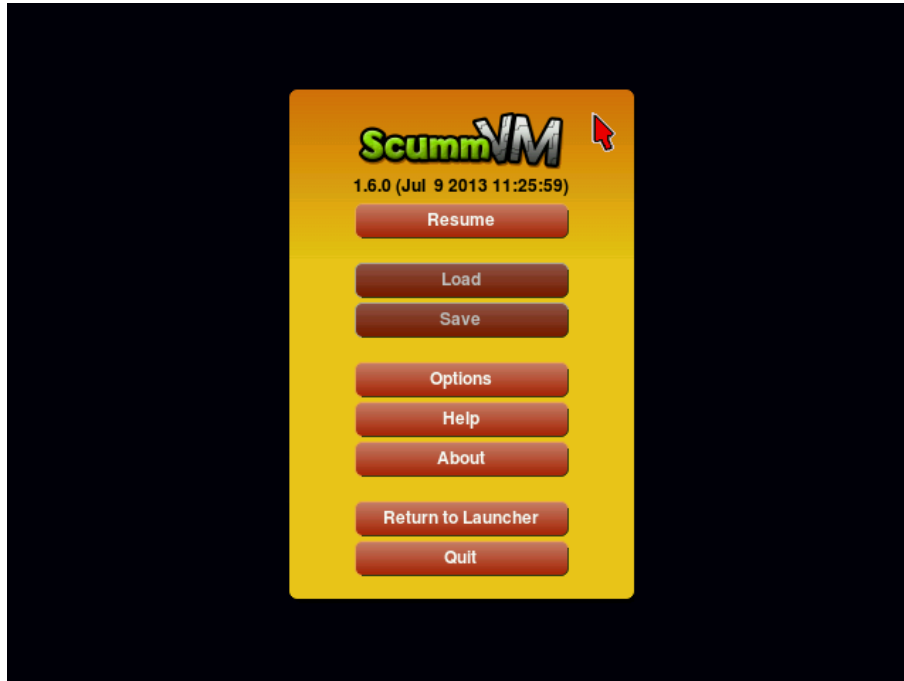 ScummVM
1.6.0 (Jul 9 2013 11:25:59)
Resume
Load
Save
Options
Help
About
Return to Launcher
Quit